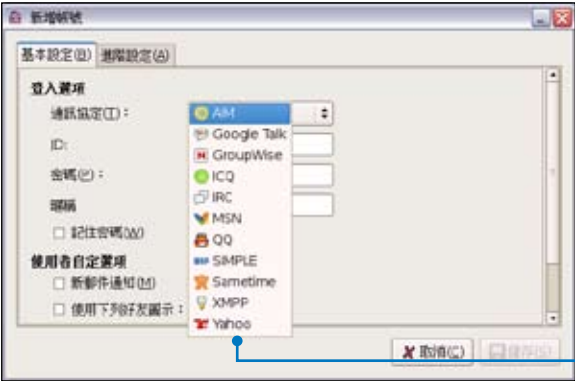 新增帳號
基本設定(B) 進階設定(A)
登入選項
通訊協定(T)：
AIM
Google Talk
ID:
GroupWise
密碼(P)：
ICQ
IRC
暱稱
MSN
記住密碼(W)
QQ
使用者自定選項
SIMPLE
新郵件通知(M)
Sametime
XMPP
使用下列好友圖示：
Yahoo
取消(C) 儲存(S)